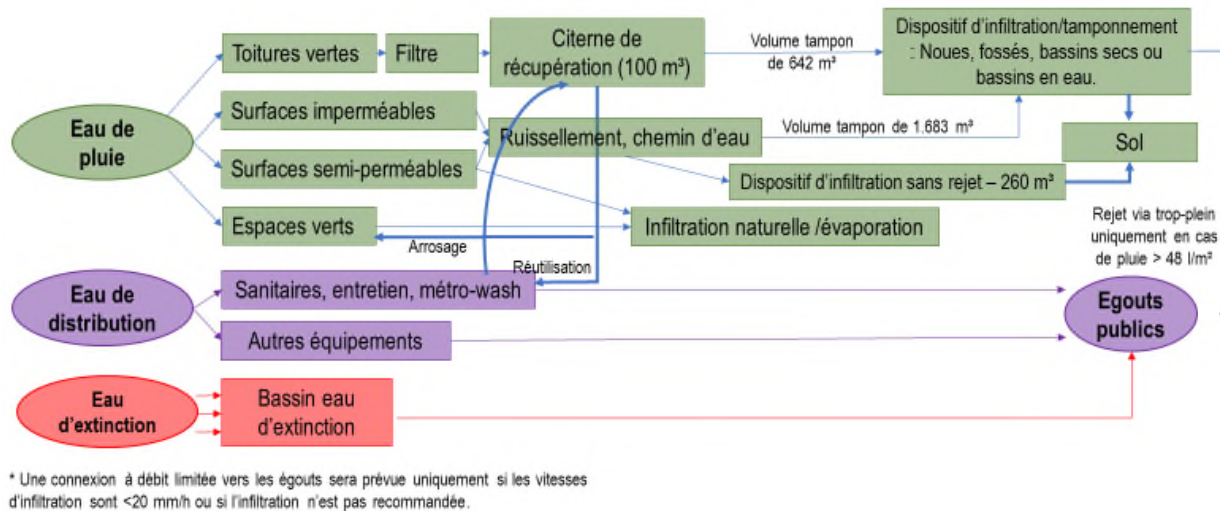 Eau de
pluie
Toitures vertes
Filtre
Citerne de
récupération (100 m³)
Volume tampon
de 642 m³
Dispositif d'infiltration/tamponnement
: Noues, fossés, bassins secs ou
bassins en eau.
Surfaces imperméables
Surfaces semi-perméables
Ruissellement, chemin d'eau
Volume tampon de 1.683 m³
Sol
Dispositif d'infiltration sans rejet – 260 m³
Espaces verts
Infiltration naturelle /évaporation
Arrosage
Rejet via trop-plein
uniquement en cas
de pluie > 48 l/m²
Réutilisation
Eau de
distribution
Sanitaires, entretien, métro-wash
Autres équipements
Egouts
publics
Eau
d'extinction
Bassin eau
d'extinction
* Une connexion à débit limitée vers les égouts sera prévue uniquement si les vitesses
d'infiltration sont <20 mm/h ou si l'infiltration n'est pas recommandée.